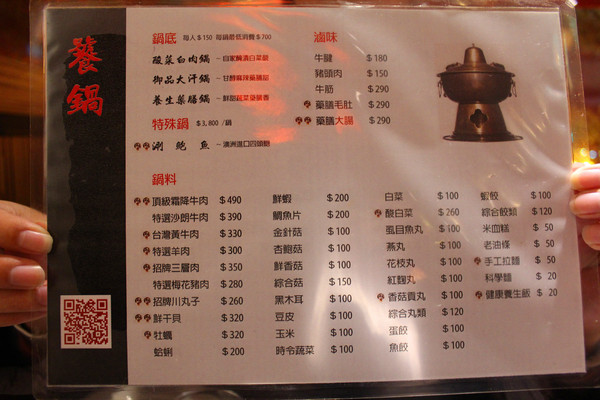 饕鍋
鍋底 每人$150 每鍋最低消費$700
酸菜白肉鍋
御品大汗鍋
養生藥膳鍋
特殊鍋 $3,800/鍋
涮 鮑 魚
滷味
牛腱 $180
豬頭肉 $150
牛筋 $290
藥膳毛肚 $290
藥膳大腸 $290
鍋料
頂級霜降牛肉 $490
特選沙朗牛肉 $390
台灣黃牛肉 $330
特選羊肉 $300
招牌三層肉 $350
特選梅花豬肉 $280
招牌川丸子 $260
鮮干貝 $320
牡蠣 $320
蛤蜊 $200
鮮蝦 $200
鯛魚片 $200
金針菇 $100
杏鮑菇 $100
鮮香菇 $100
綜合菇 $150
黑木耳 $100
豆皮 $100
玉米 $100
時令蔬菜 $100
白菜 $100
酸白菜 $260
虱目魚丸 $100
燕丸 $100
花枝丸 $100
紅麴丸 $100
香菇貢丸 $100
綜合丸類 $120
蛋餃 $100
魚餃 $100
蝦餃 $100
綜合餃類 $120
米血糕 $50
老油條 $50
手工拉麵 $50
科學麵 $20
健康養生飯 $20